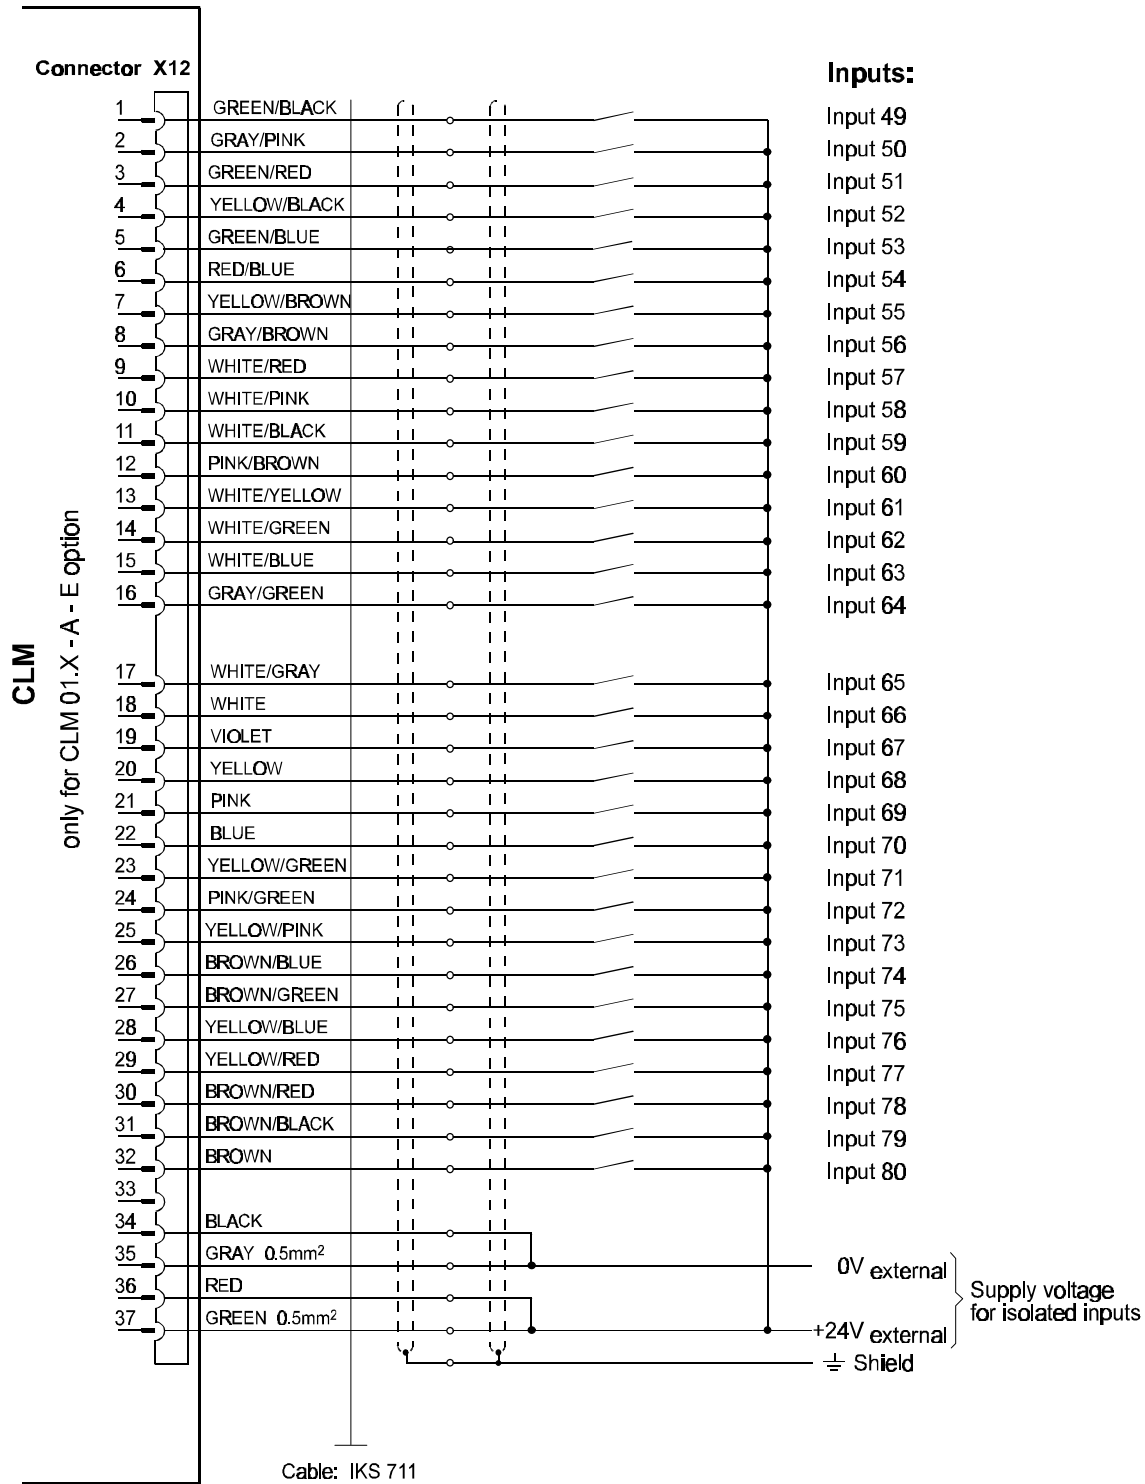 Connector X12
Inputs:
1 GREEN/BLACK Input 49
2 GRAY/PINK Input 50
3 GREEN/RED Input 51
4 YELLOW/BLACK Input 52
5 GREEN/BLUE Input 53
6 RED/BLUE Input 54
7 YELLOW/BROWN Input 55
8 GRAY/BROWN Input 56
9 WHITE/RED Input 57
10 WHITE/PINK Input 58
11 WHITE/BLACK Input 59
12 PINK/BROWN Input 60
13 WHITE/YELLOW Input 61
14 WHITE/GREEN Input 62
15 WHITE/BLUE Input 63
16 GRAY/GREEN Input 64
CLM
only for CLM 01.X - A - E option
17 WHITE/GRAY Input 65
18 WHITE Input 66
19 VIOLET Input 67
20 YELLOW Input 68
21 PINK Input 69
22 BLUE Input 70
23 YELLOW/GREEN Input 71
24 PINK/GREEN Input 72
25 YELLOW/PINK Input 73
26 BROWN/BLUE Input 74
27 BROWN/GREEN Input 75
28 YELLOW/BLUE Input 76
29 YELLOW/RED Input 77
30 BROWN/RED Input 78
31 BROWN/BLACK Input 79
32 BROWN Input 80
33
34 BLACK
35 GRAY 0.5mm² 0V external
36 RED
37 GREEN 0.5mm² +24V external
Supply voltage
for isolated inputs
Shield
Cable: IKS 711